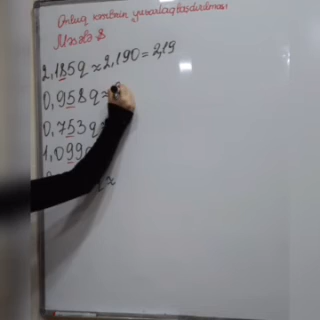 Onluq kəsrin yuvarlaqlaşdırılması
Məsələ-8
2,185q ≈ 2,190 = 2,19
0,958q ≈
0,753q
1,099
≈